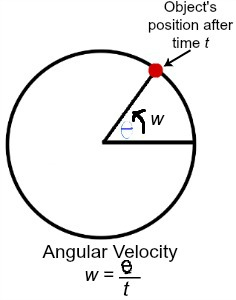 Object's
position after
time t
θ w
Angular Velocity
w = θ/t